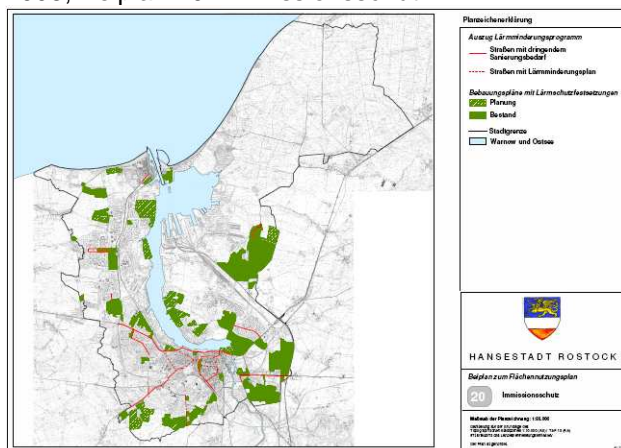 Planzeichenerklärung
Auszug Lärmminderungsprogramm
Straßen mit dringendem
Sanierungsbedarf
Straßen mit Lärmminderungsplan
Bebauungspläne mit Lärmschutzfestsetzungen
Planung
Bestand
Stadtgrenze
Warnow und Ostsee
HANSESTADT ROSTOCK
Beiplan zum Flächennutzungsplan
20 Immissionsschutz